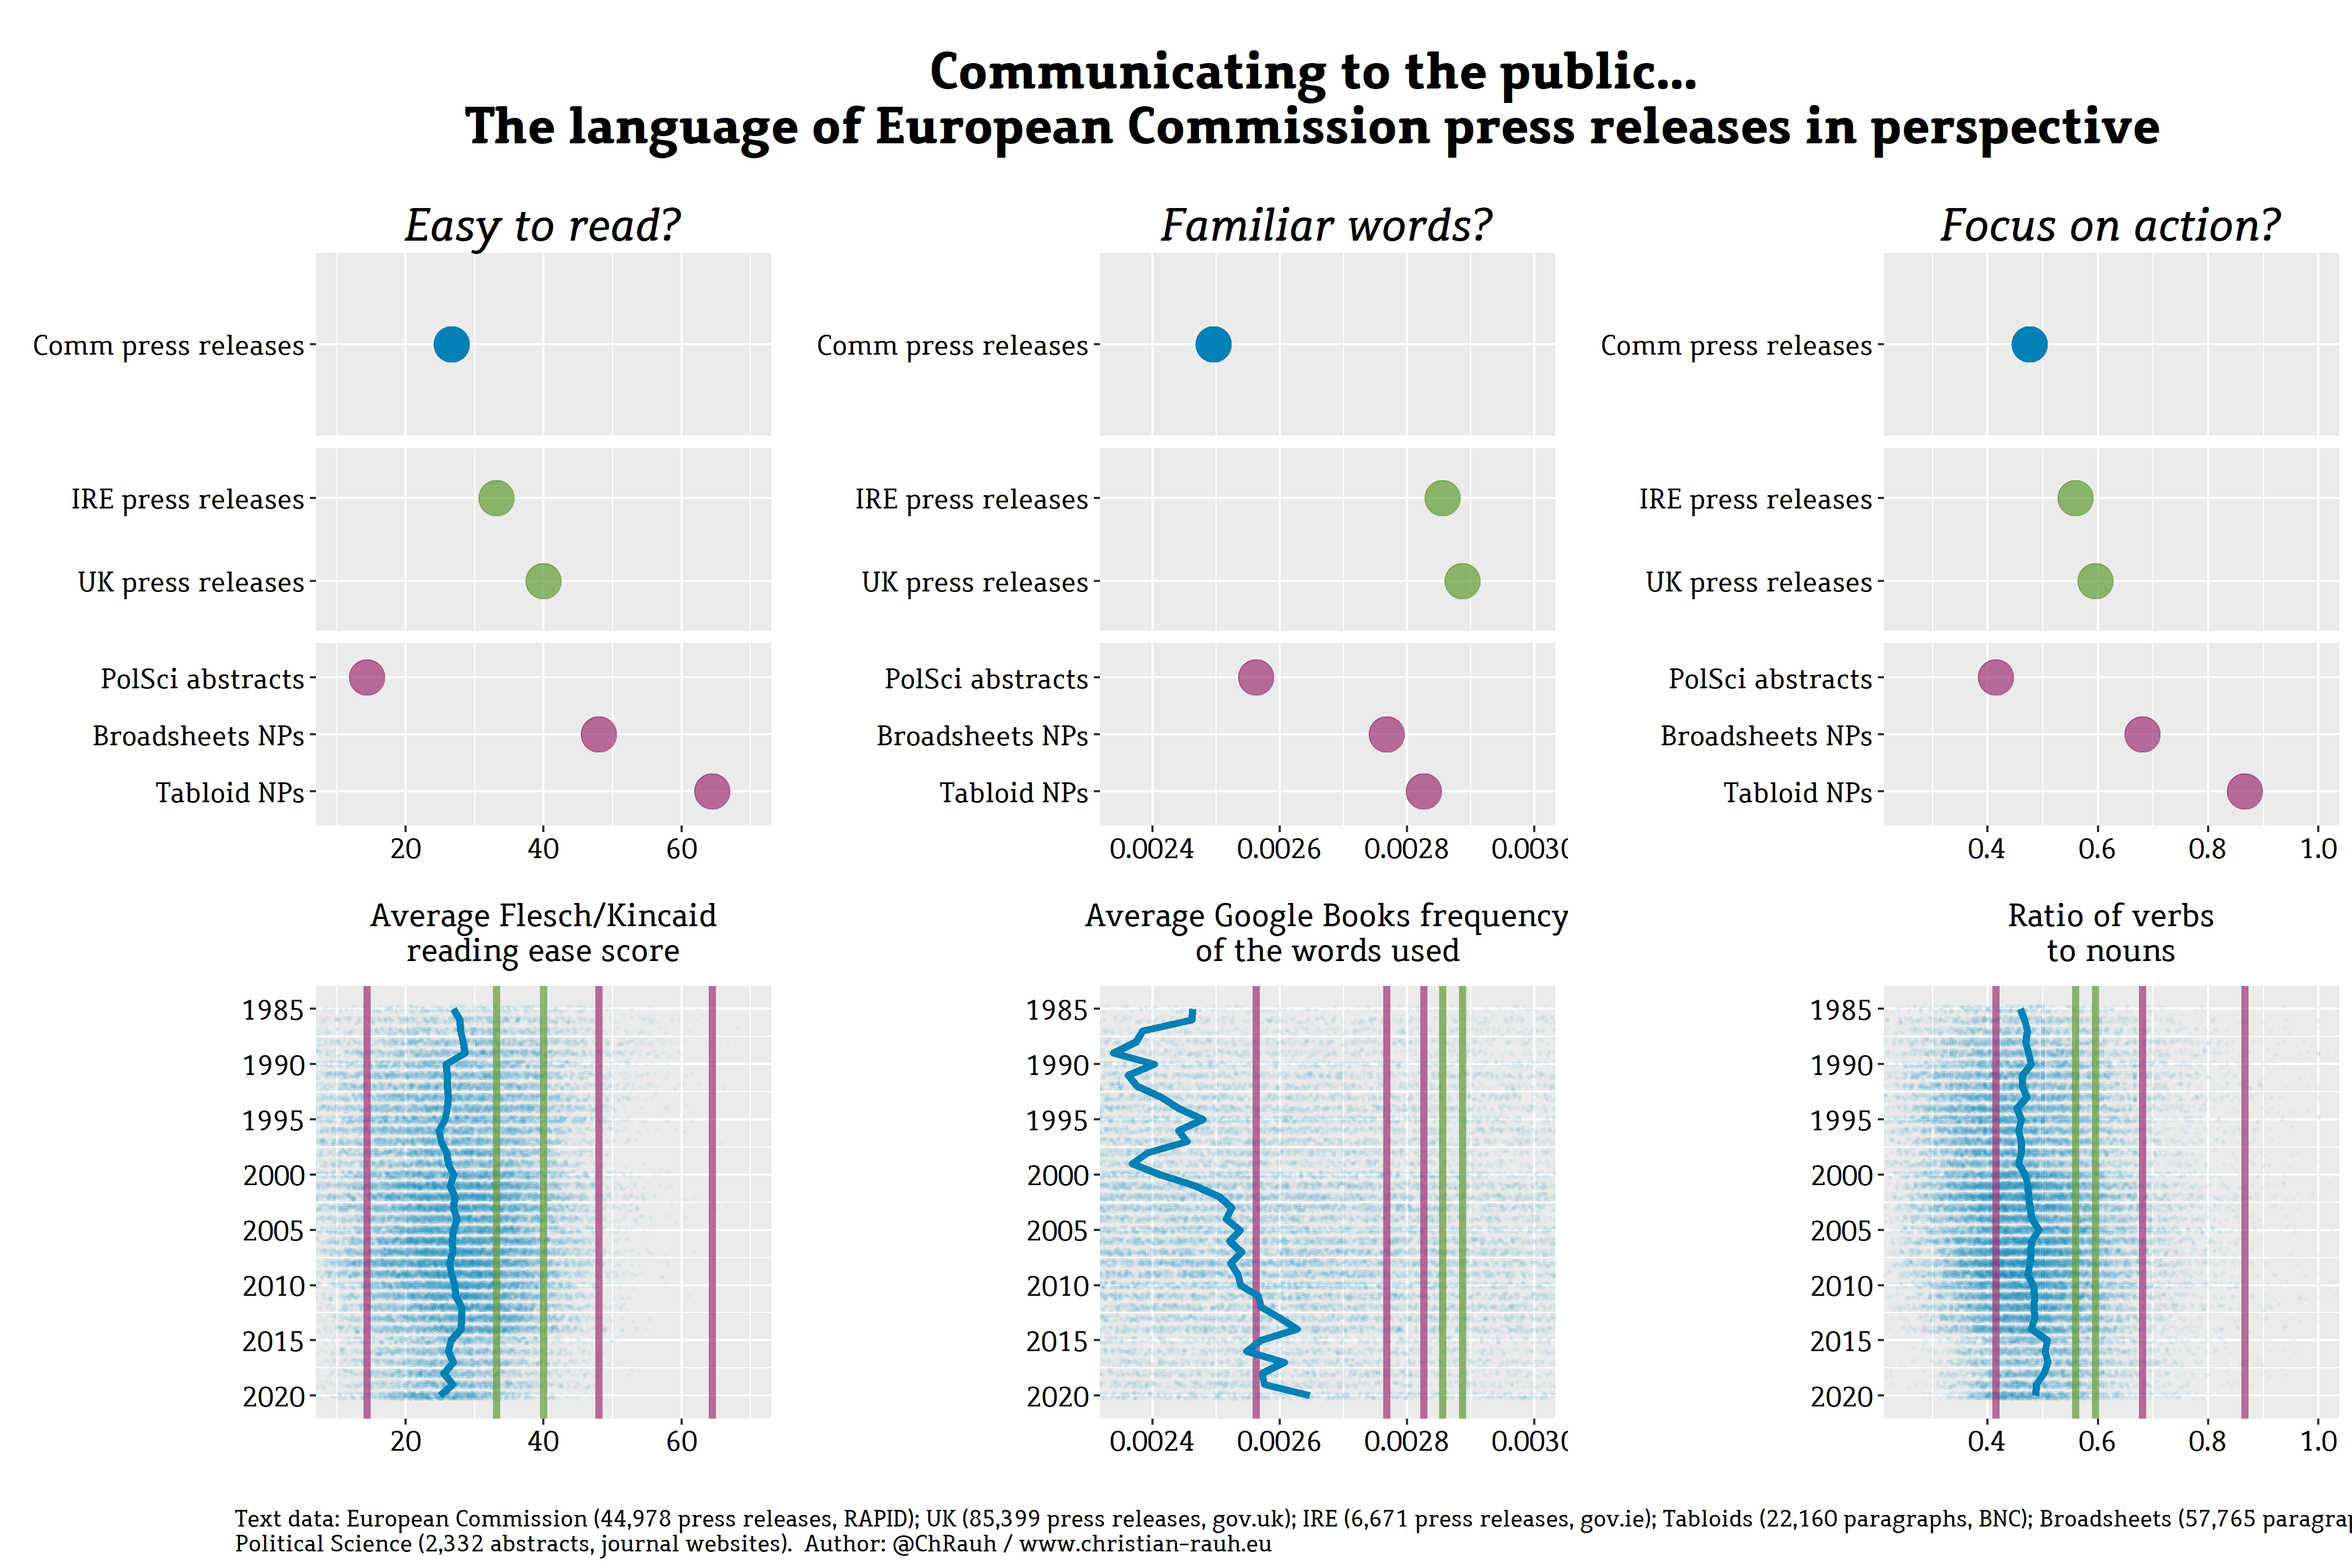 Communicating to the public...
The language of European Commission press releases in perspective
Easy to read?
Comm press releases
IRE press releases
UK press releases
PolSci abstracts
Broadsheets NPs
Tabloid NPs
20 40 60
Average Flesch/Kincaid
reading ease score
1985
1990
1995
2000
2005
2010
2015
2020
20 40 60
Familiar words?
Comm press releases
IRE press releases
UK press releases
PolSci abstracts
Broadsheets NPs
Tabloid NPs
0.0024 0.0026 0.0028
Average Google Books frequency
of the words used
1985
1990
1995
2000
2005
2010
2015
2020
0.0024 0.0026 0.0028
Focus on action?
Comm press releases
IRE press releases
UK press releases
PolSci abstracts
Broadsheets NPs
Tabloid NPs
0.4 0.6 0.8 1.0
Ratio of verbs
to nouns
1985
1990
1995
2000
2005
2010
2015
2020
0.4 0.6 0.8 1.0
Text data: European Commission (44,978 press releases, RAPID); UK (85,399 press releases, gov.uk); IRE (6,671 press releases, gov.ie); Tabloids (22,160 paragraphs, BNC); Broadsheets (57,765
Political Science (2,332 abstracts, journal websites). Author: @ChRauh / www.christian-rauh.eu